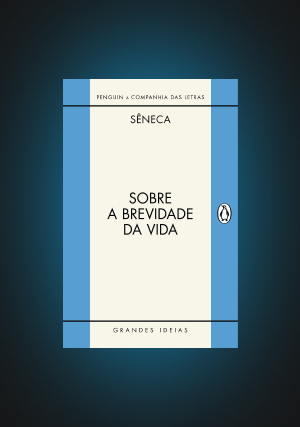 PENGUIN & COMPANHIA DAS LETRAS
SÊNECA
SOBRE
A BREVIDADE
DA VIDA
GRANDES IDEIAS